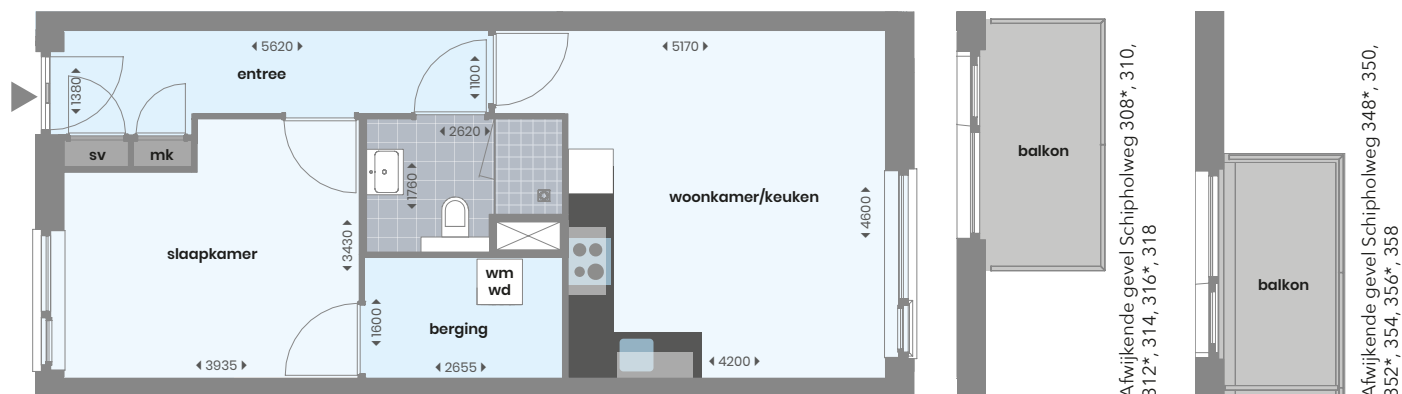 5620
5170
entree
1380
1100
2620
sv
mk
1760
woonkamer/keuken
4600
slaapkamer
3430
wm
wd
1600
berging
3935
2655
4200
balkon
Afwijkende gevel Schipholweg 308*, 310,
312*, 314, 316*, 318
balkon
Afwijkende gevel Schipholweg 348*, 350,
352*, 354, 356*, 358